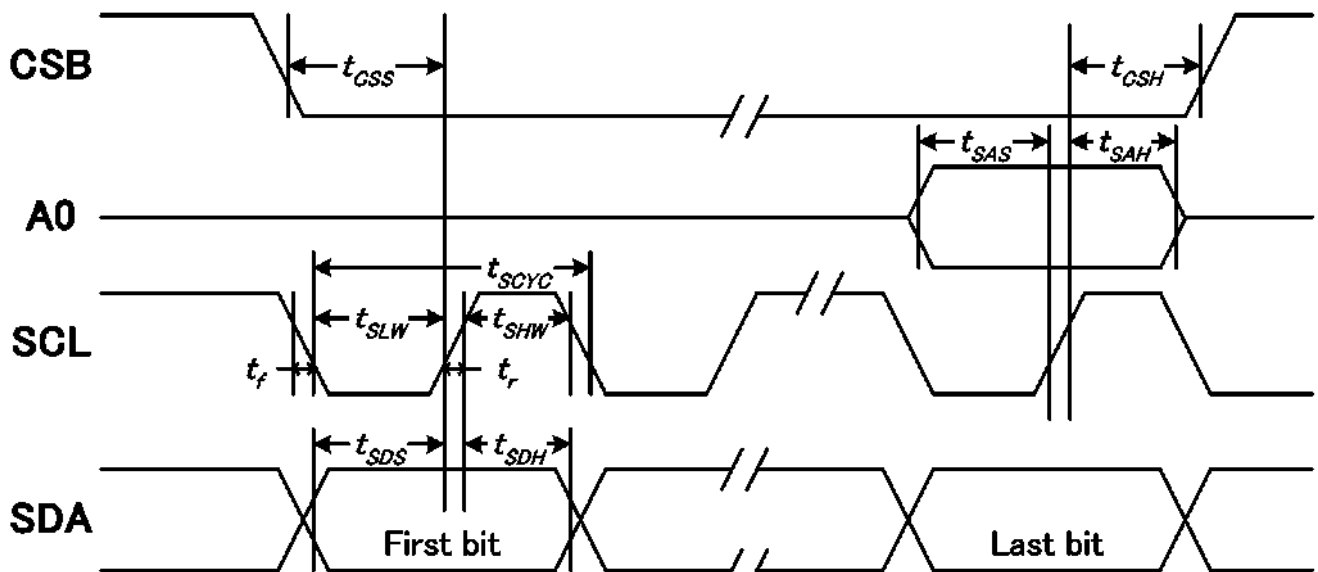 CSB
tCSS
tCSH
A0
tSAS
tSAH
SCL
tSCYC
tSLW
tSHW
tf
tr
SDA
tSDS
tSDH
First bit
Last bit